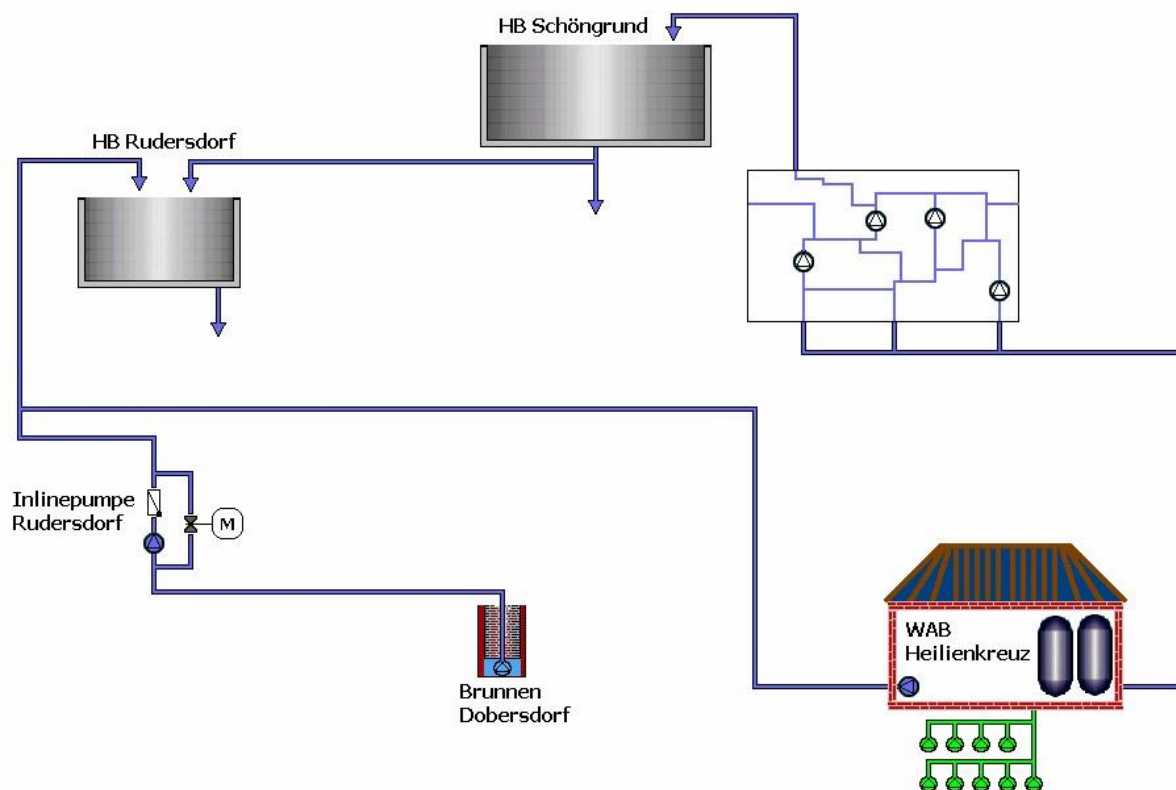 HB Schöngrund
HB Rudersdorf
Inlinepumpe
Rudersdorf
M
WAB
Heilienkreuz
Brunnen
Dobersdorf